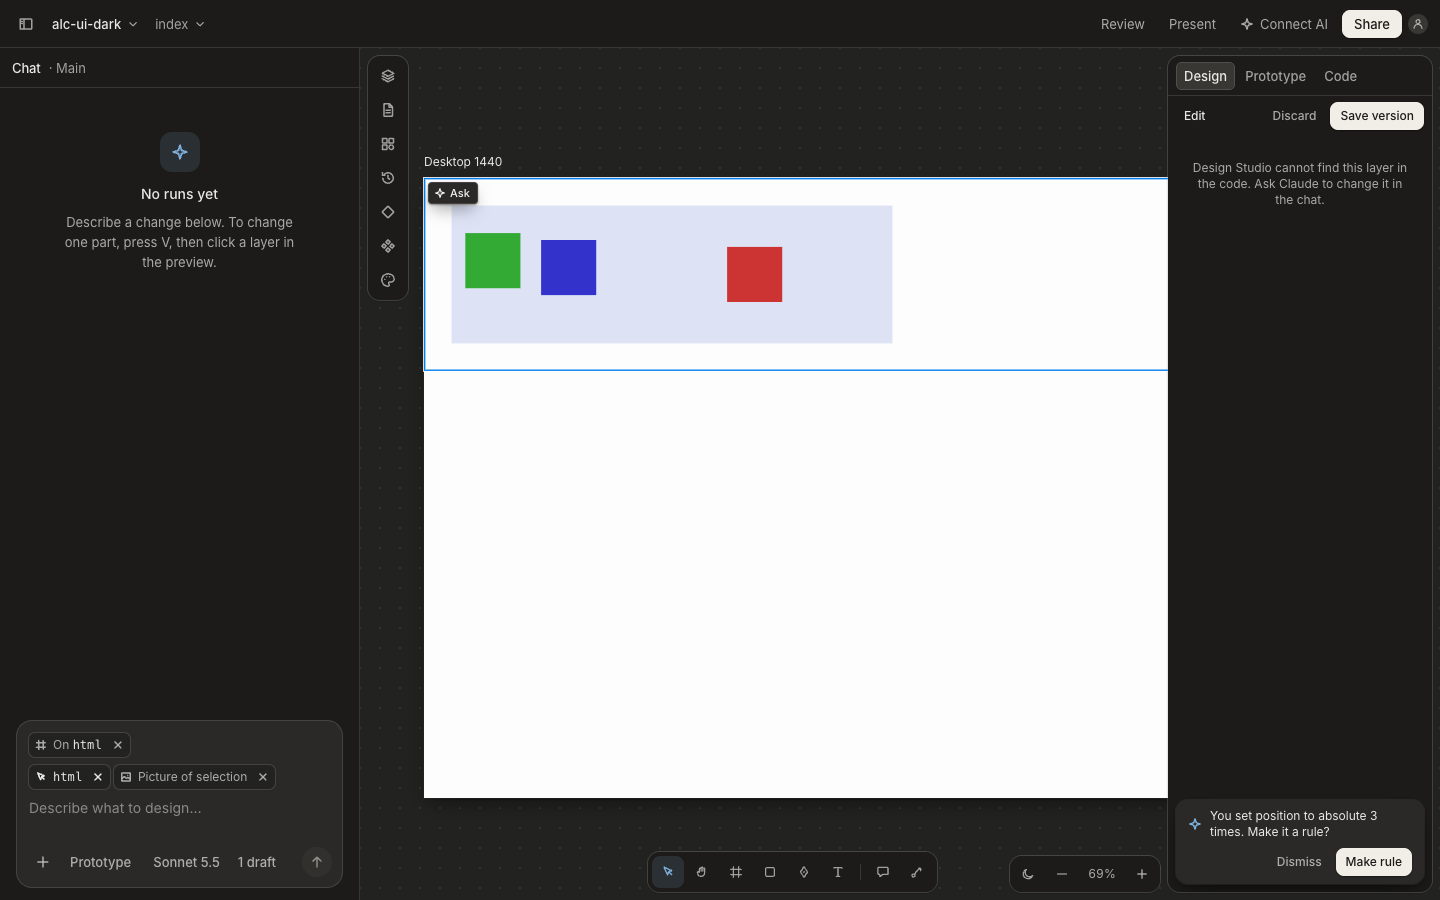 alc-ui-dark index Review Present Connect AI Share
Chat · Main
Design Prototype Code
Edit Discard Save version
Design Studio cannot find this layer in
the code. Ask Claude to change it in
the chat.
Desktop 1440
Ask
No runs yet
Describe a change below. To change
one part, press V, then click a layer in
the preview.
On html
html Picture of selection
Describe what to design...
Prototype Sonnet 5.5 1 draft
T
69%
You set position to absolute 3
times. Make it a rule?
Dismiss Make rule